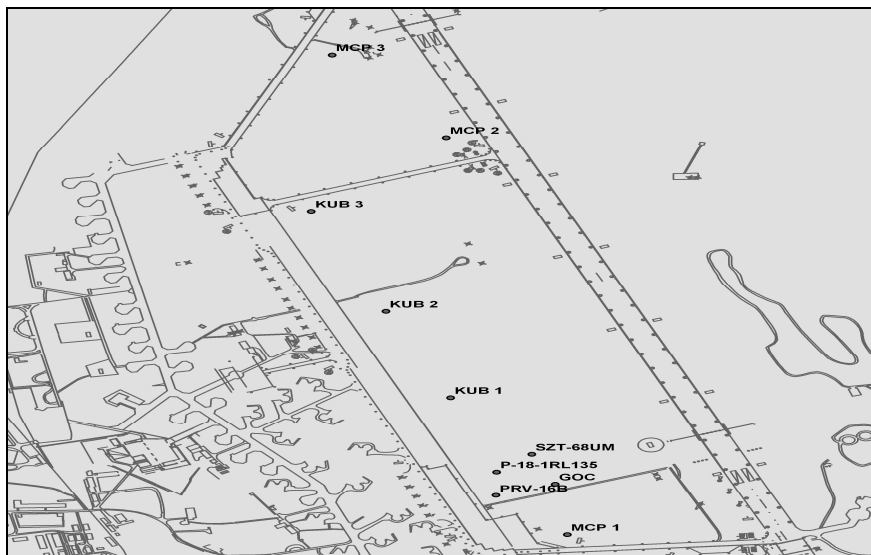 MCP 3
MCP 2
KUB 3
KUB 2
KUB 1
SZT-68UM
P-18-1RL135
GOC
PRV-16B
MCP 1